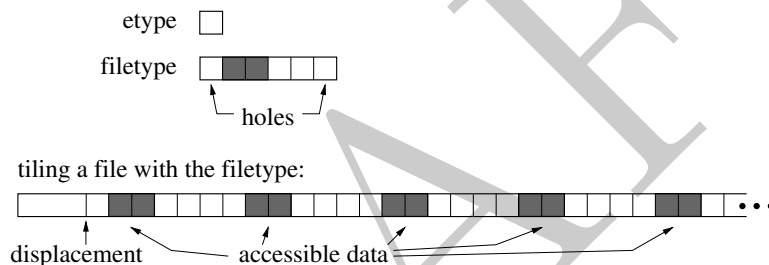 etype
filetype
holes
tiling a file with the filetype:
displacement accessible data